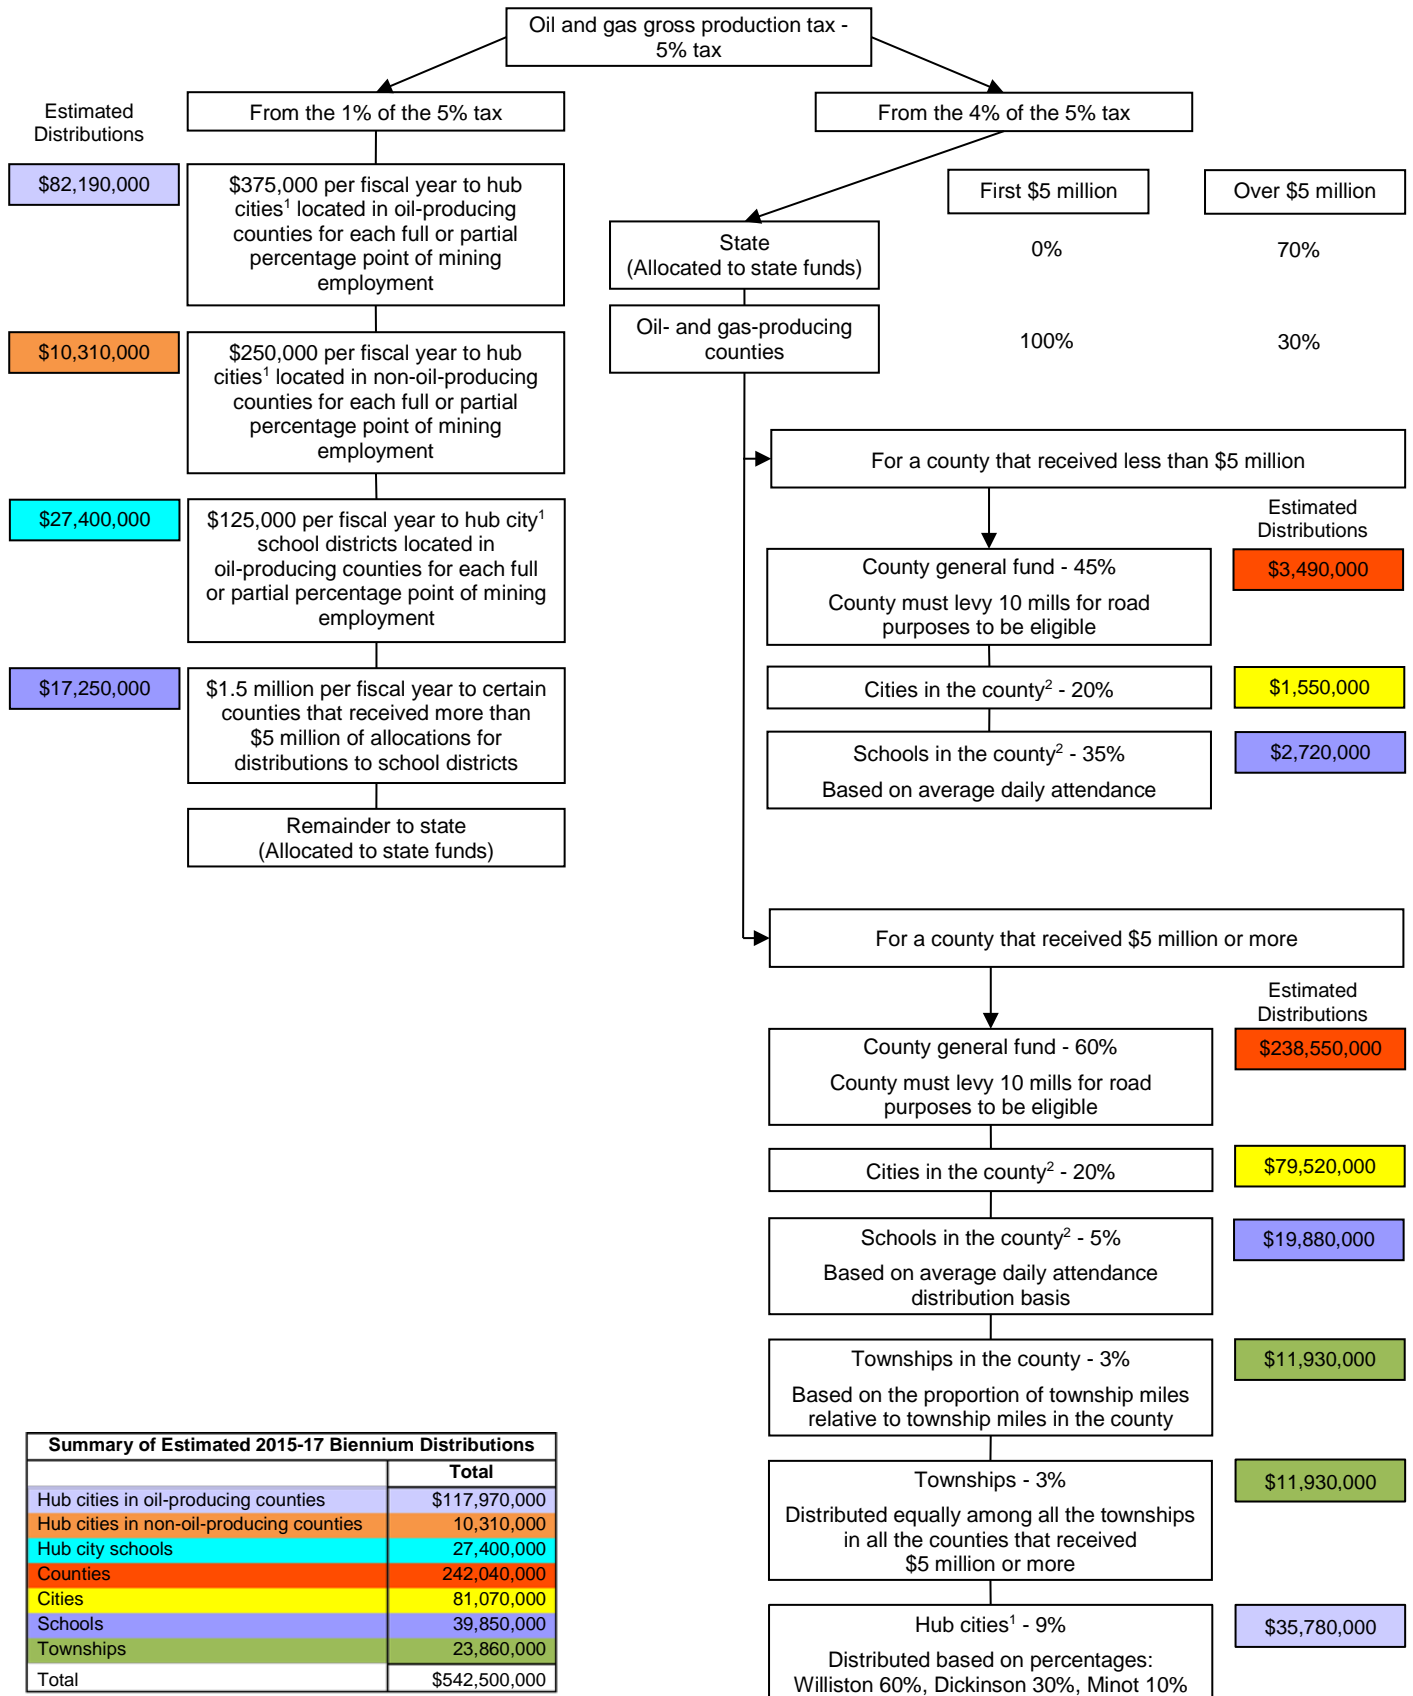 Oil and gas gross production tax -
5% tax
Estimated
Distributions
From the 1% of the 5% tax
$82,190,000
$375,000 per fiscal year to hub
cities¹ located in oil-producing
counties for each full or partial
percentage point of mining
employment
$10,310,000
$250,000 per fiscal year to hub
cities¹ located in non-oil-producing
counties for each full or partial
percentage point of mining
employment
$27,400,000
$125,000 per fiscal year to hub city¹
school districts located in
oil-producing counties for each full
or partial percentage point of mining
employment
$17,250,000
$1.5 million per fiscal year to certain
counties that received more than
$5 million of allocations for
distributions to school districts
Remainder to state
(Allocated to state funds)
From the 4% of the 5% tax
First $5 million
Over $5 million
State
(Allocated to state funds)
0%
70%
Oil- and gas-producing
counties
100%
30%
For a county that received less than $5 million
Estimated
Distributions
County general fund - 45%
County must levy 10 mills for road
purposes to be eligible
$3,490,000
Cities in the county² - 20%
$1,550,000
Schools in the county² - 35%
Based on average daily attendance
$2,720,000
For a county that received $5 million or more
Estimated
Distributions
County general fund - 60%
County must levy 10 mills for road
purposes to be eligible
$238,550,000
Cities in the county² - 20%
$79,520,000
Schools in the county² - 5%
Based on average daily attendance
distribution basis
$19,880,000
Townships in the county - 3%
Based on the proportion of township miles
relative to township miles in the county
$11,930,000
Townships - 3%
Distributed equally among all the townships
in all the counties that received
$5 million or more
$11,930,000
Hub cities¹ - 9%
Distributed based on percentages:
Williston 60%, Dickinson 30%, Minot 10%
$35,780,000
Summary of Estimated 2015-17 Biennium Distributions
Total
Hub cities in oil-producing counties $117,970,000
Hub cities in non-oil-producing counties 10,310,000
Hub city schools 27,400,000
Counties 242,040,000
Cities 81,070,000
Schools 39,850,000
Townships 23,860,000
Total $542,500,000